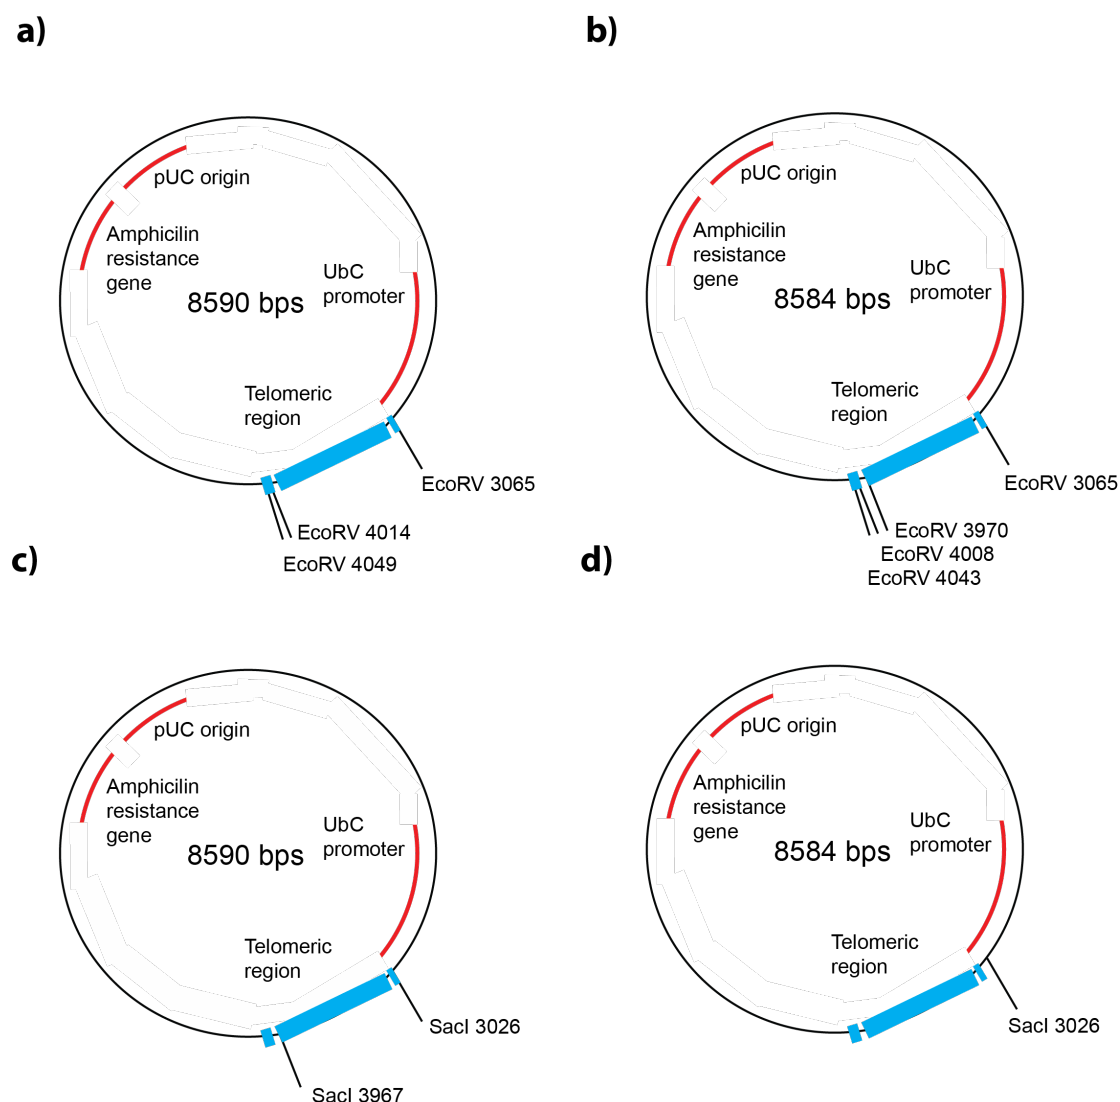 a)
pUC origin
Amphicilin
resistance
gene
UbC
promoter
8590 bps
Telomeric
region
EcoRV 3065
EcoRV 4014
EcoRV 4049
b)
pUC origin
Amphicilin
resistance
gene
UbC
promoter
8584 bps
Telomeric
region
EcoRV 3065
EcoRV 3970
EcoRV 4008
EcoRV 4043
c)
pUC origin
Amphicilin
resistance
gene
UbC
promoter
8590 bps
Telomeric
region
SacI 3026
SacI 3967
d)
pUC origin
Amphicilin
resistance
gene
UbC
promoter
8584 bps
Telomeric
region
SacI 3026